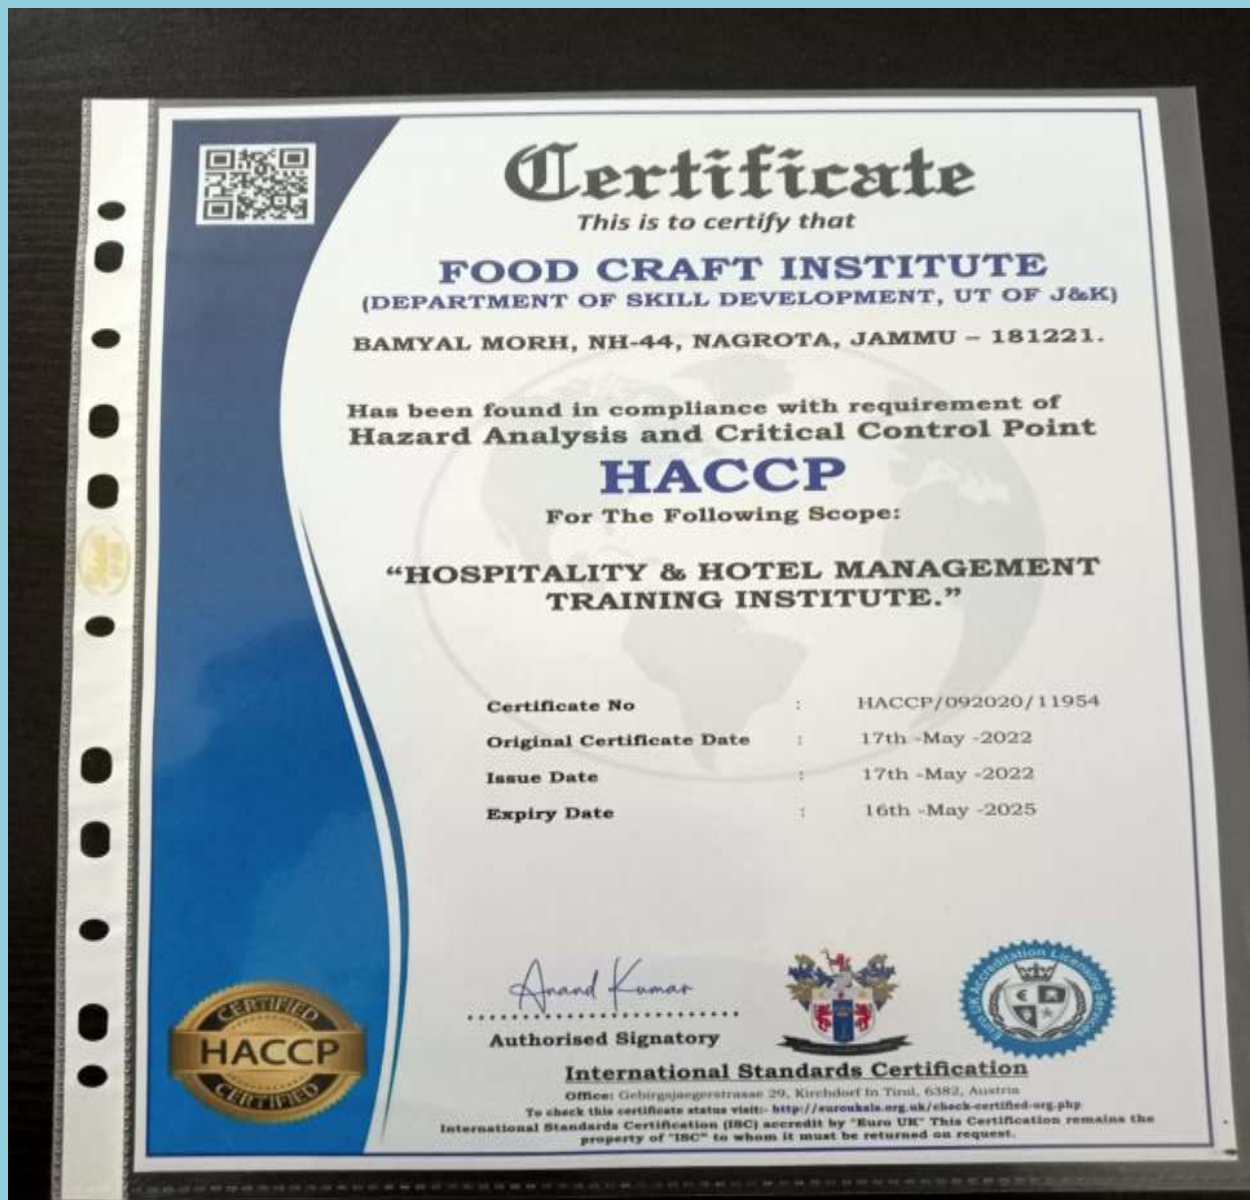 Certificate
This is to certify that
FOOD CRAFT INSTITUTE
(DEPARTMENT OF SKILL DEVELOPMENT, UT OF J&K)
BAMYAL MORH, NH-44, NAGROTA, JAMMU – 181221.
Has been found in compliance with requirement of
Hazard Analysis and Critical Control Point
HACCP
For The Following Scope:
“HOSPITALITY & HOTEL MANAGEMENT
TRAINING INSTITUTE.”
Certificate No : HACCP/092020/11954
Original Certificate Date : 17th -May -2022
Issue Date : 17th -May -2022
Expiry Date : 16th -May -2025
Anand Kumar
Authorised Signatory
CERTIFIED
HACCP
CERTIFIED
Euro UK Accreditation Licensing Services
International Standards Certification
Office: Gebirgsjaegerstrasse 29, Kirchdorf In Tirol, 6382, Austria
To check this certificate status visit:- http://euroukals.org.uk/check-certified-org.php
International Standards Certification (ISC) accredit by "Euro UK" This Certification remains the
property of "ISC" to whom it must be returned on request.